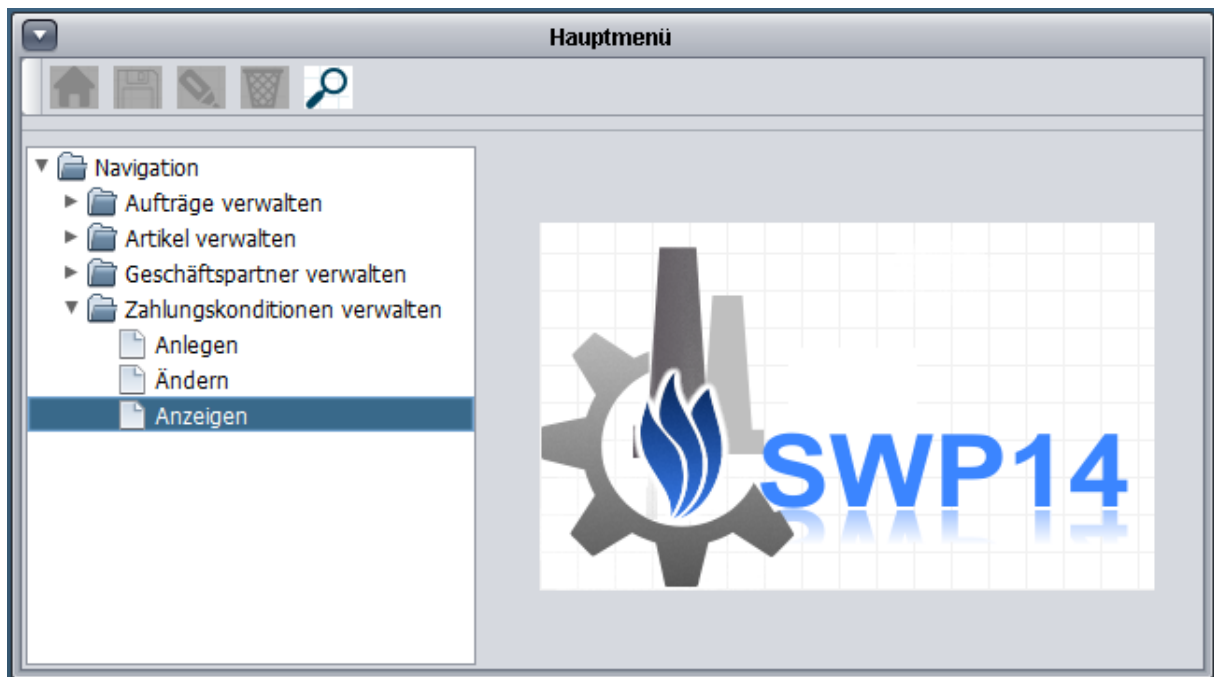 Hauptmenü
Navigation
Aufträge verwalten
Artikel verwalten
Geschäftspartner verwalten
Zahlungskonditionen verwalten
Anlegen
Ändern
Anzeigen
SWP14